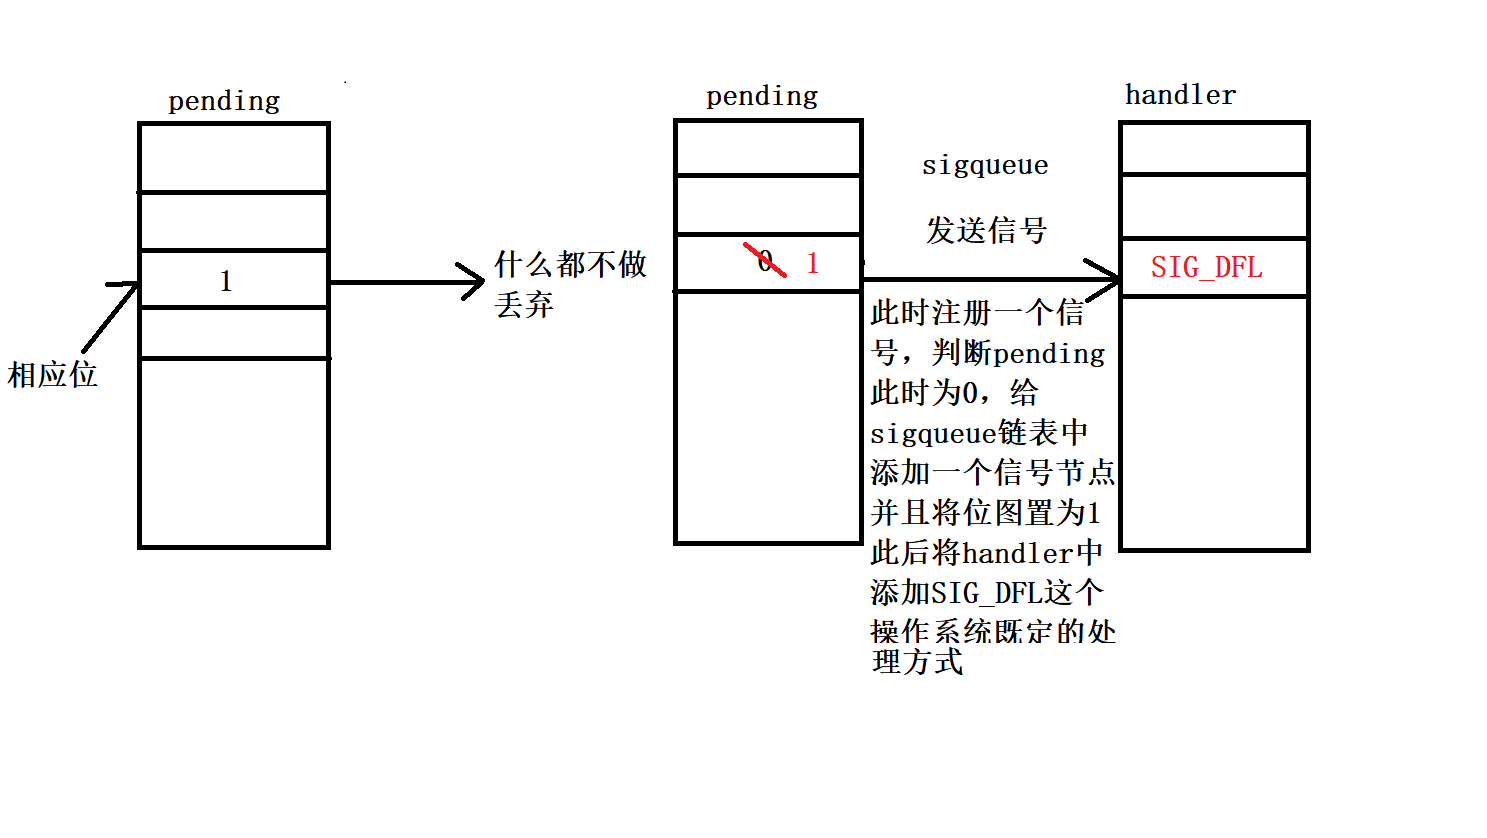 pending
1
相应位
什么都不做
丢弃
pending
0 1
sigqueue
发送信号
此时注册一个信
号，判断pending
此时为0，给
sigqueue链表中
添加一个信号节点
并且将位图置为1
此后将handler中
添加SIG_DFL这个
操作系统既定的处
理方式
handler
SIG_DFL